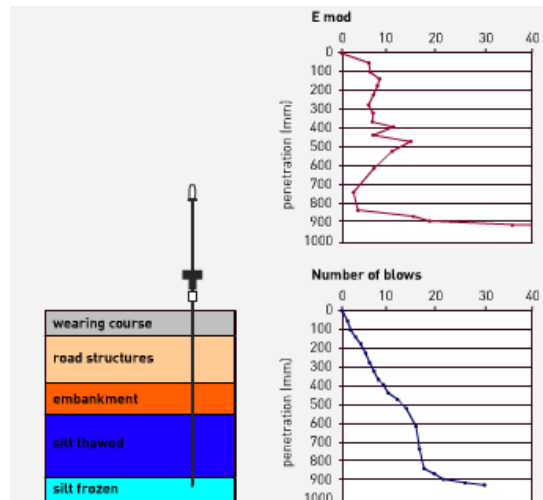 E mod
0 10 20 30 40
0
100
200
300
400
500
600
700
800
900
1000
penetration (mm)
Number of blows
0 10 20 30 40
0
100
200
300
400
500
600
700
800
900
1000
penetration (mm)
wearing course
road structures
embankment
silt thawed
silt frozen